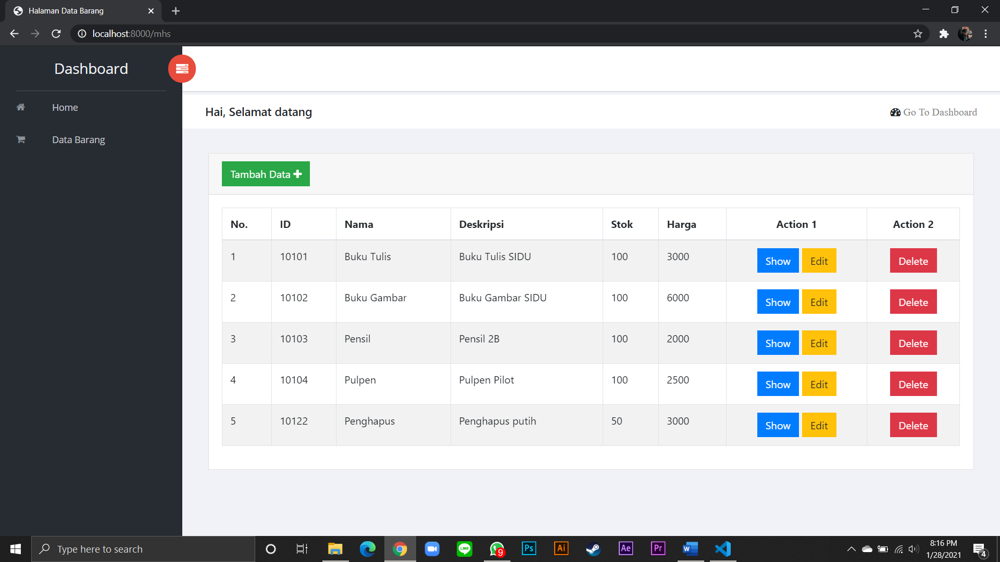 Halaman Data Barang
localhost:8000/mhs
Dashboard
Home
Data Barang
Hai, Selamat datang
Go To Dashboard
Tambah Data
No. ID Nama Deskripsi Stok Harga Action 1 Action 2
1 10101 Buku Tulis Buku Tulis SIDU 100 3000 Show Edit Delete
2 10102 Buku Gambar Buku Gambar SIDU 100 6000 Show Edit Delete
3 10103 Pensil Pensil 2B 100 2000 Show Edit Delete
4 10104 Pulpen Pulpen Pilot 100 2500 Show Edit Delete
5 10122 Penghapus Penghapus putih 50 3000 Show Edit Delete
Type here to search
LINE
9
Ps
Ai
Ae
Pr
W
8:16 PM
1/28/2021
4